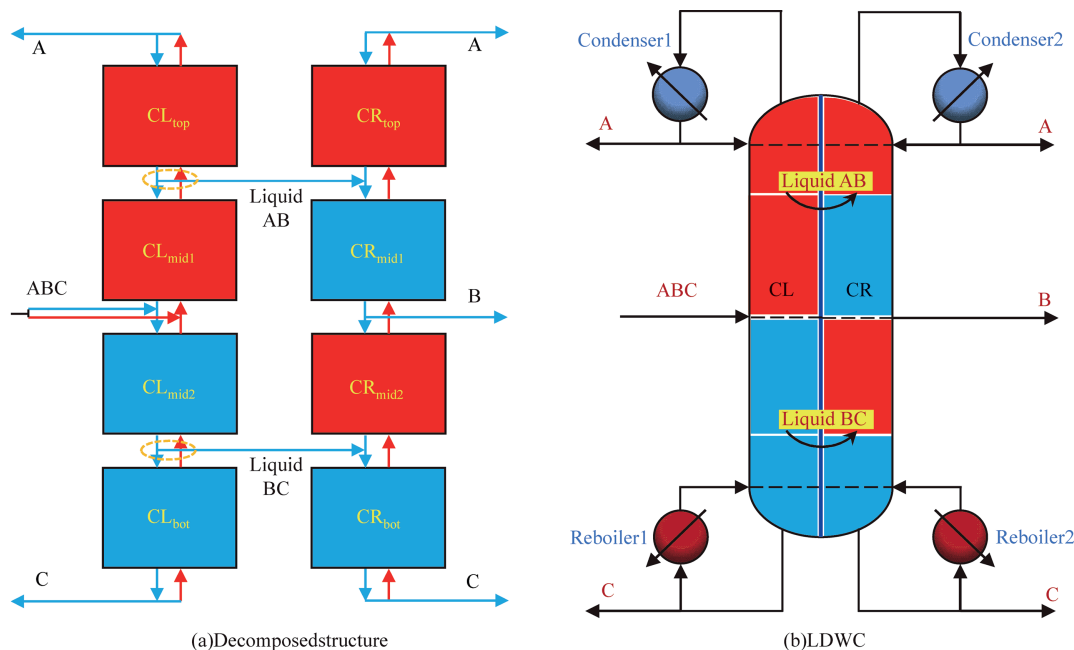 A
A
CLtop
CRtop
Liquid
AB
CLmid1
CRmid1
ABC
B
CLmid2
CRmid2
Liquid
BC
CLbot
CRbot
C
C
(a)Decomposedstructure
Condenser1
Condenser2
A
A
Liquid AB
ABC
CL
CR
B
Liquid BC
Reboiler1
Reboiler2
C
C
(b)LDWC